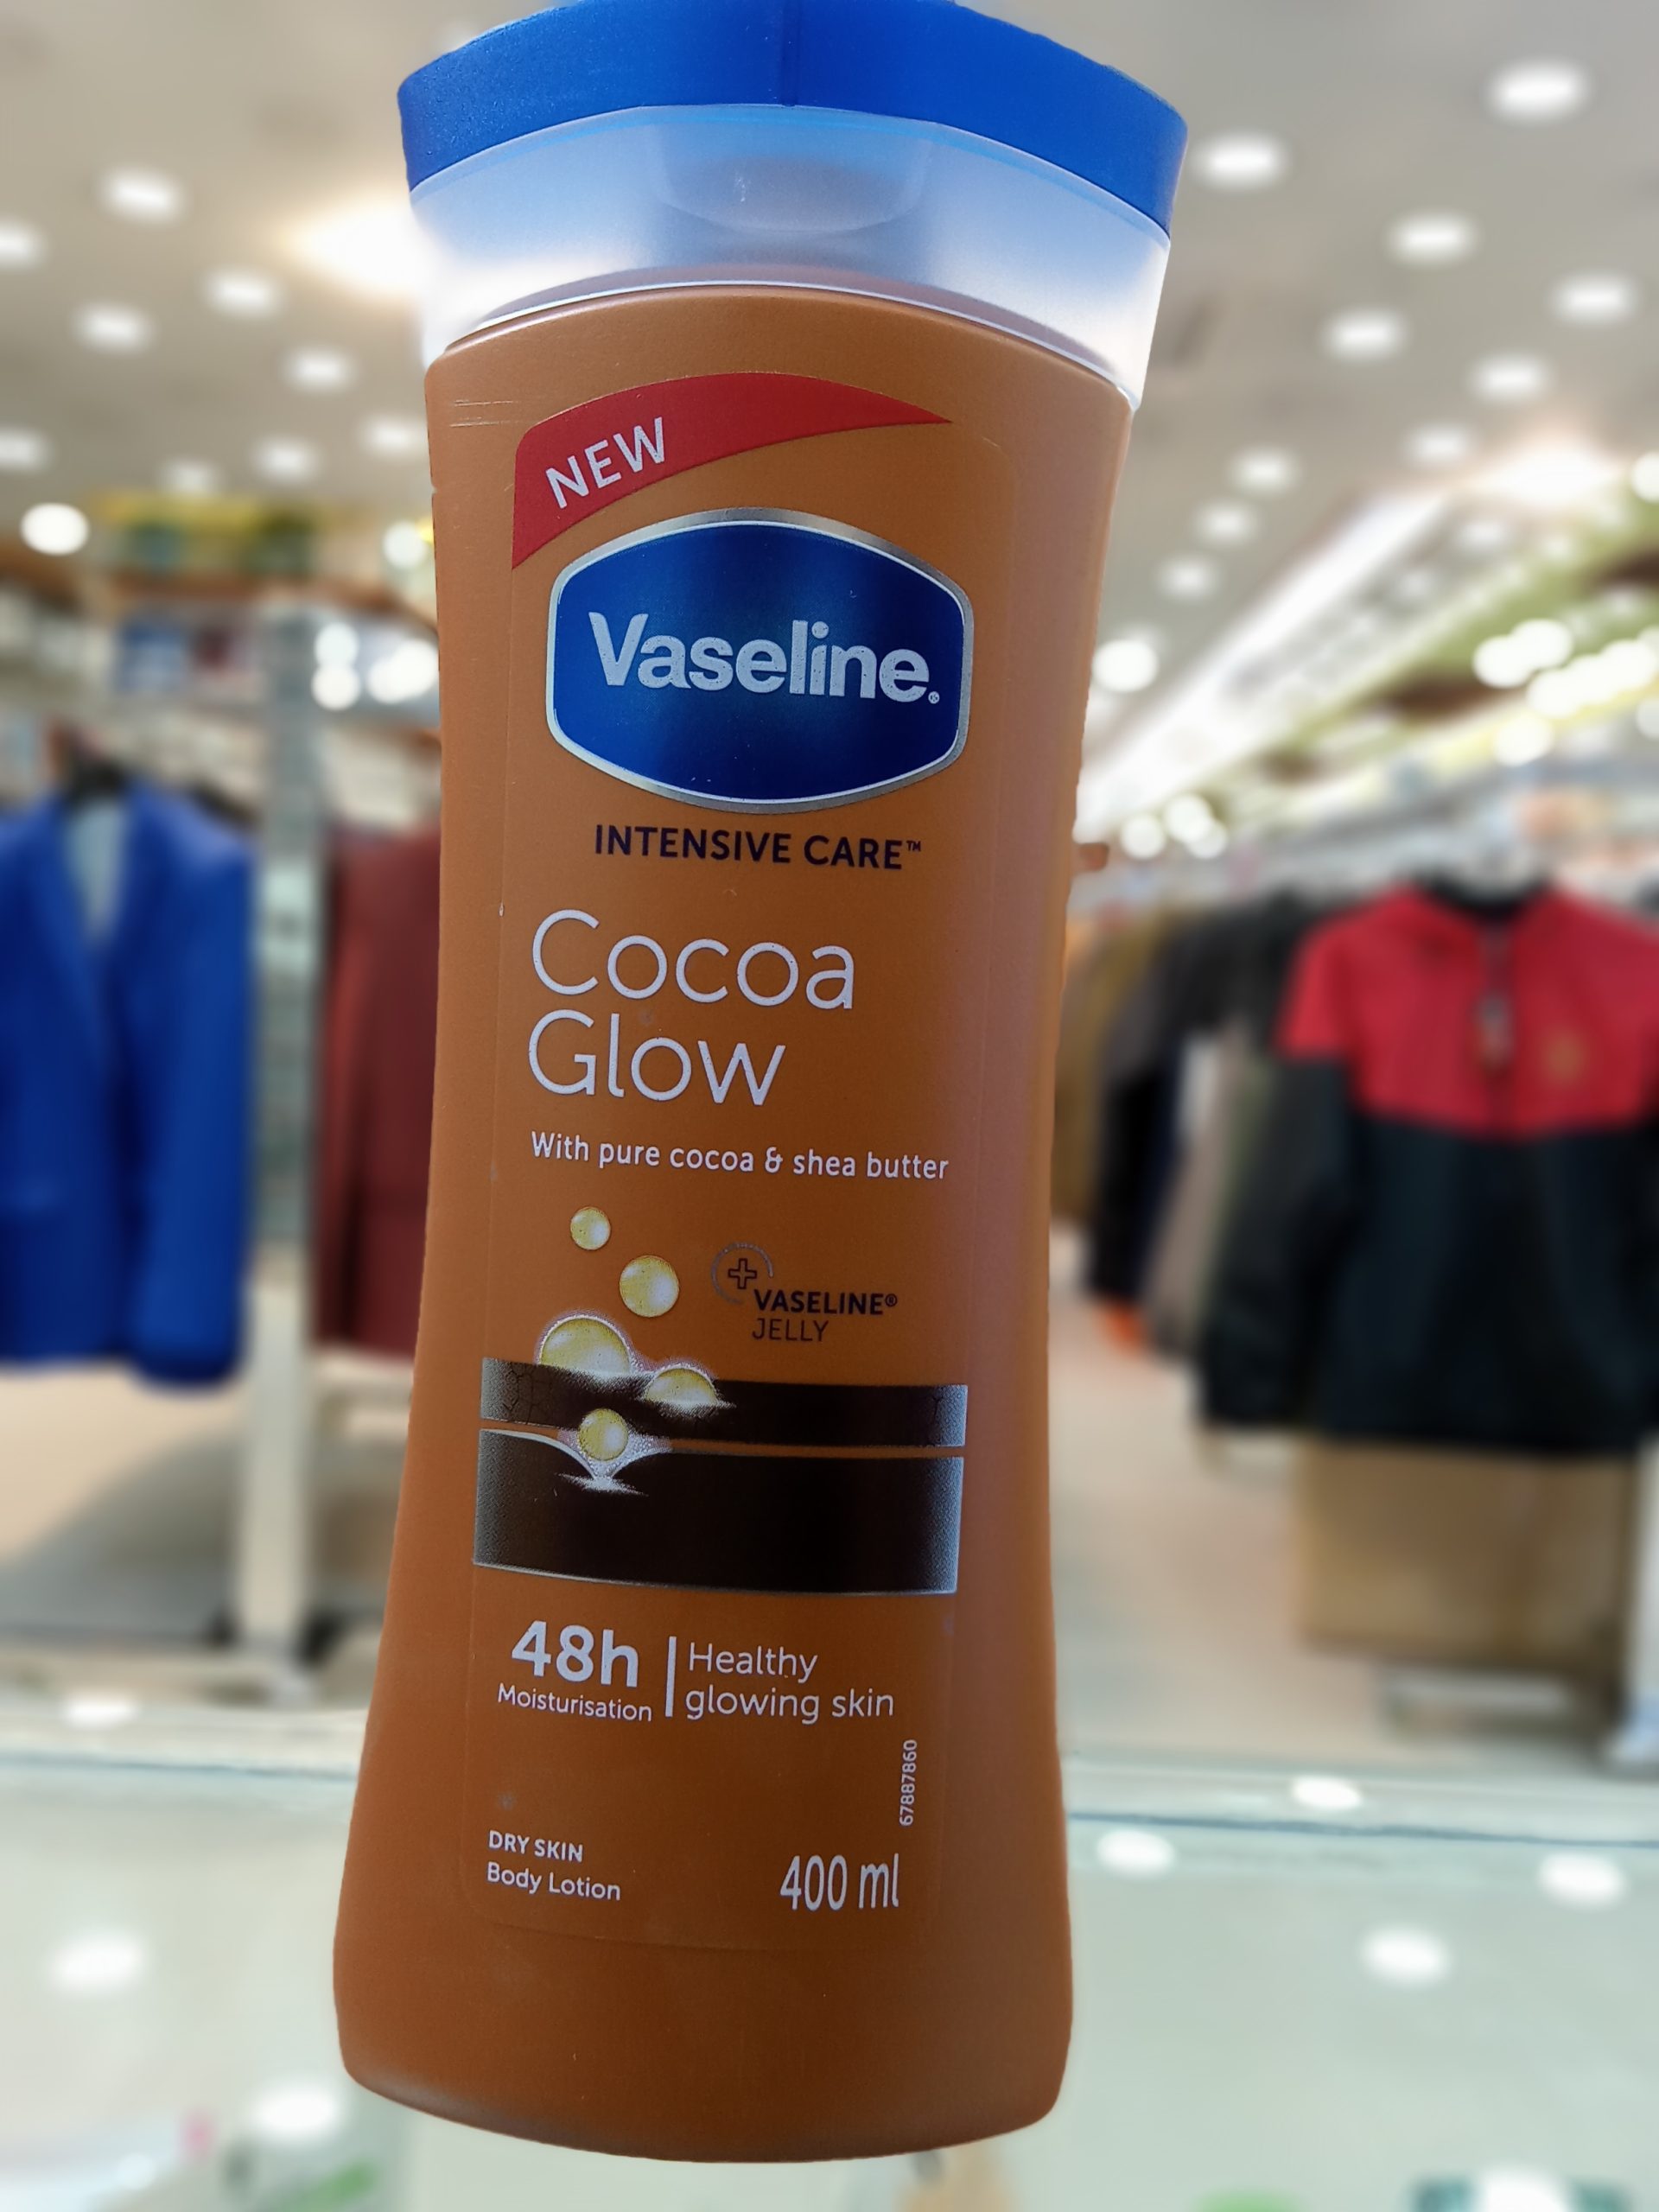 NEW
Vaseline®
INTENSIVE CARE™
Cocoa
Glow
With pure cocoa & shea butter
VASELINE®
JELLY
48h
Moisturisation
Healthy
glowing skin
67887860
DRY SKIN
Body Lotion
400 ml